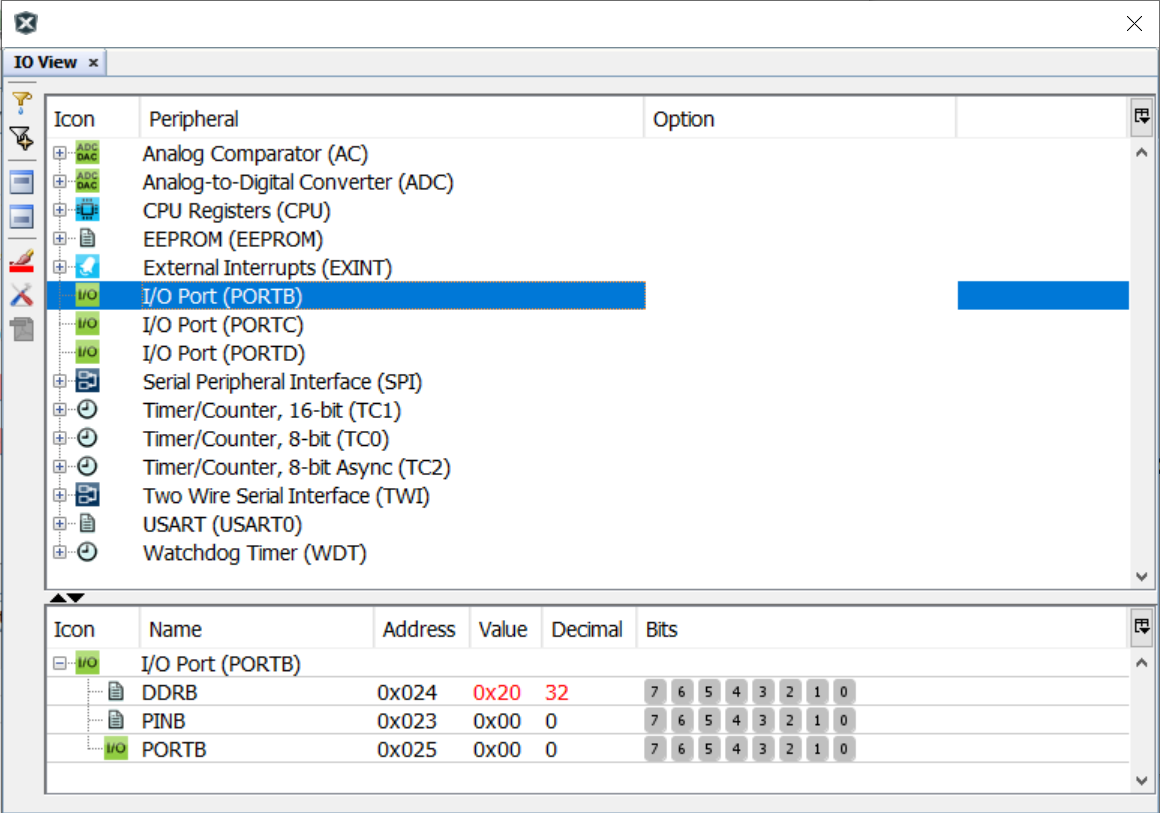 IO View ×
Icon Peripheral Option
ADC DAC Analog Comparator (AC)
ADC DAC Analog-to-Digital Converter (ADC)
CPU Registers (CPU)
EEPROM (EEPROM)
External Interrupts (EXINT)
I/O I/O Port (PORTB)
I/O I/O Port (PORTC)
I/O I/O Port (PORTD)
Serial Peripheral Interface (SPI)
Timer/Counter, 16-bit (TC1)
Timer/Counter, 8-bit (TC0)
Timer/Counter, 8-bit Async (TC2)
Two Wire Serial Interface (TWI)
USART (USART0)
Watchdog Timer (WDT)
Icon Name Address Value Decimal Bits
I/O I/O Port (PORTB)
DDRB 0x024 0x20 32 7 6 5 4 3 2 1 0
PINB 0x023 0x00 0 7 6 5 4 3 2 1 0
I/O PORTB 0x025 0x00 0 7 6 5 4 3 2 1 0